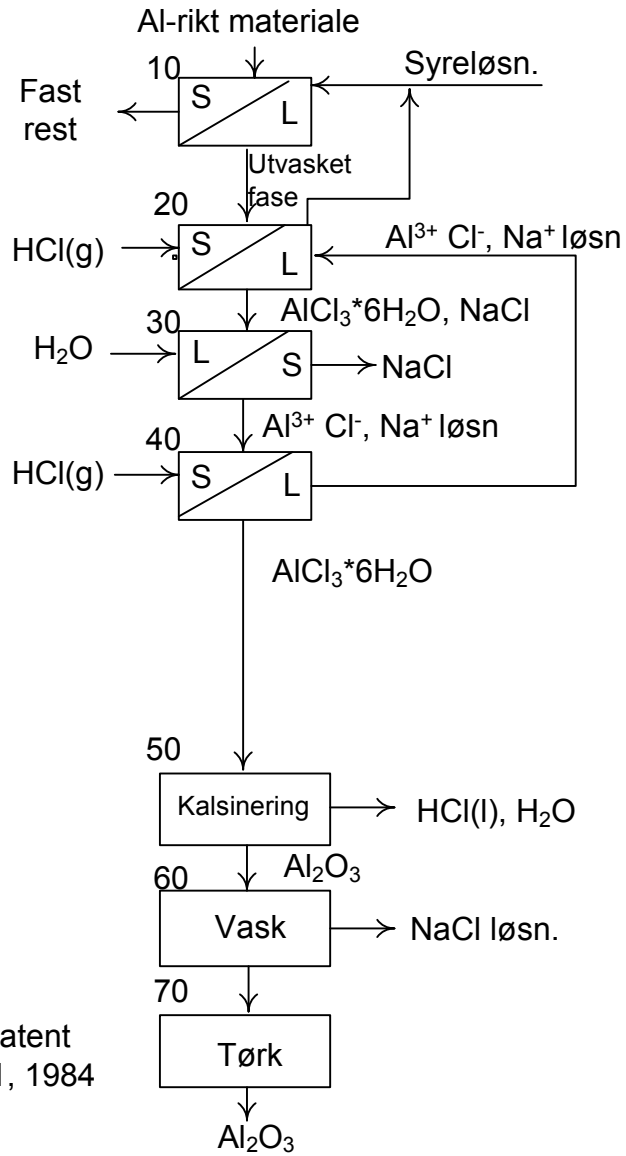 Al-rikt materiale
10
Syreløsn.
Fast
rest
S
L
Utvasket
fase
20
HCl(g)
S
L
Al³⁺ Cl⁻, Na⁺ løsn
AlCl₃*6H₂O, NaCl
30
H₂O
L
S
NaCl
Al³⁺ Cl⁻, Na⁺ løsn
40
HCl(g)
S
L
AlCl₃*6H₂O
50
Kalsinering
HCl(l), H₂O
Al₂O₃
60
Vask
NaCl løsn.
70
Tørk
, 1984
Al₂O₃